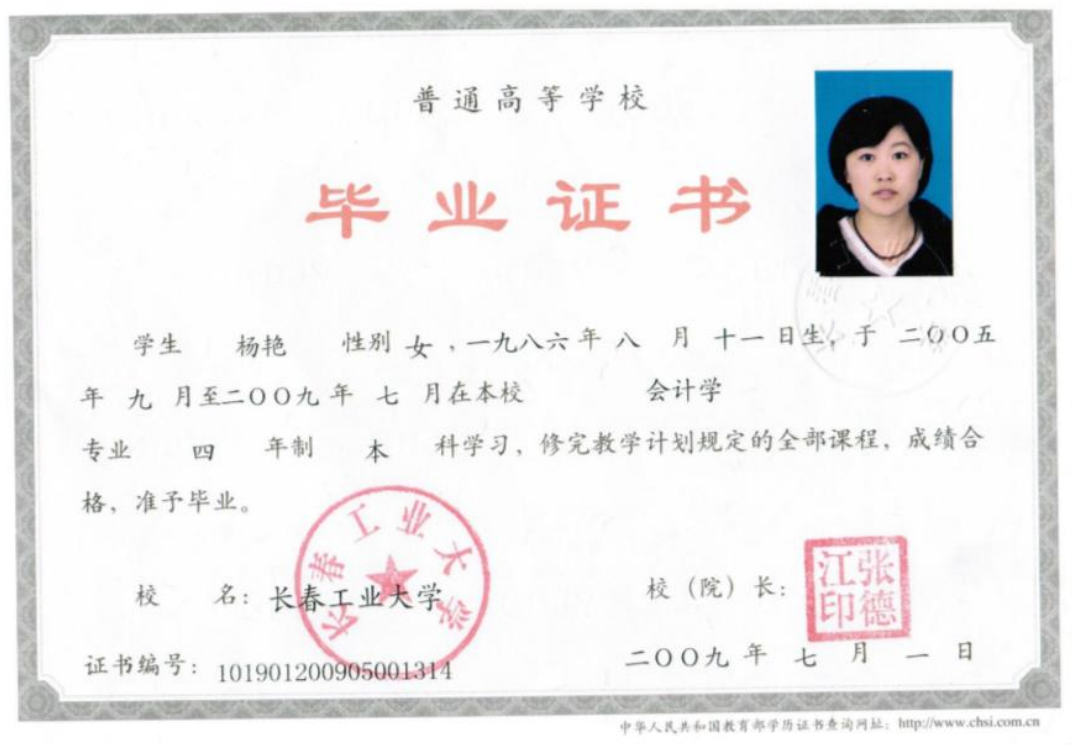 普通高等学校
毕业证书
学生 杨艳 性别 女，一九八六年 八 月 十一日生，于 二〇〇五
年 九 月至二〇〇九年 七 月在本校 会计学
专业 四 年制 本 科学习，修完教学计划规定的全部课程，成绩合
格，准予毕业。
长春工业大学
校 名：长春工业大学
校（院）长：
张德江印
证书编号：101901200905001314
二〇〇九 年 七 月 一 日
中华人民共和国教育部学历证书查询网址：http://www.chsi.com.cn